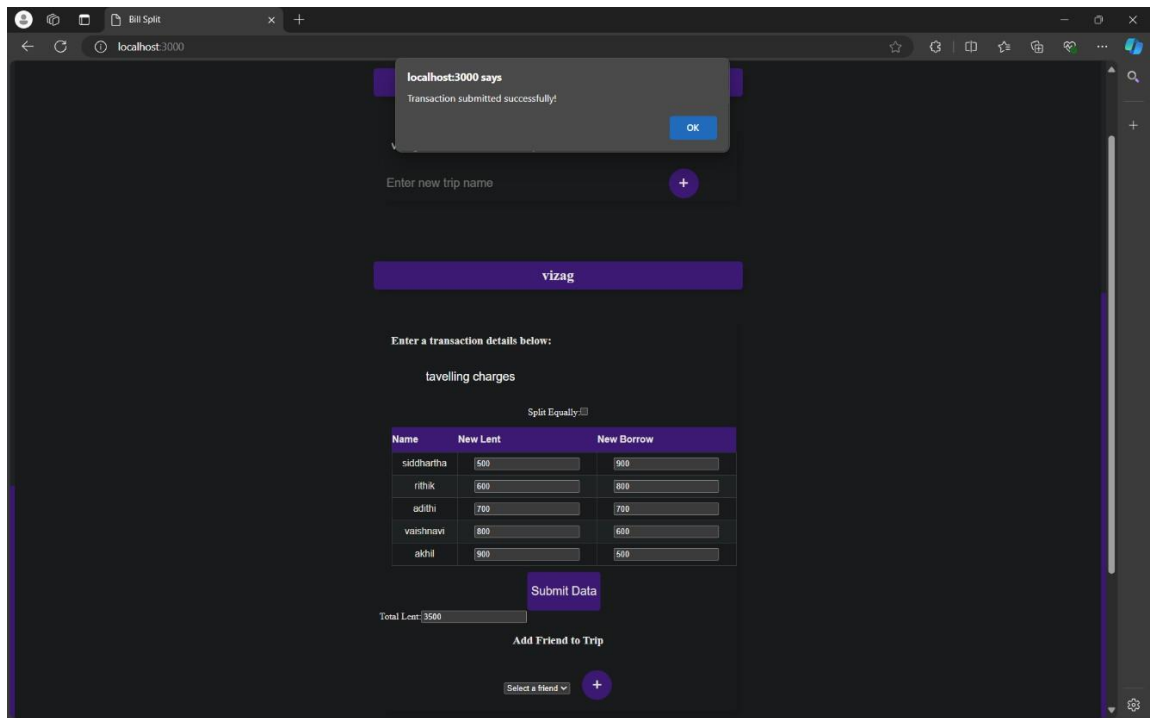 Bill Split
localhost:3000
localhost:3000 says
Transaction submitted successfully!
OK
Enter new trip name
+
vizag
Enter a transaction details below:
tavelling charges
Split Equally:
Name New Lent New Borrow
siddhartha 500 900
rithik 600 800
adithi 700 700
vaishnavi 800 600
akhil 900 500
Submit Data
Total Lent: 3500
Add Friend to Trip
Select a friend +